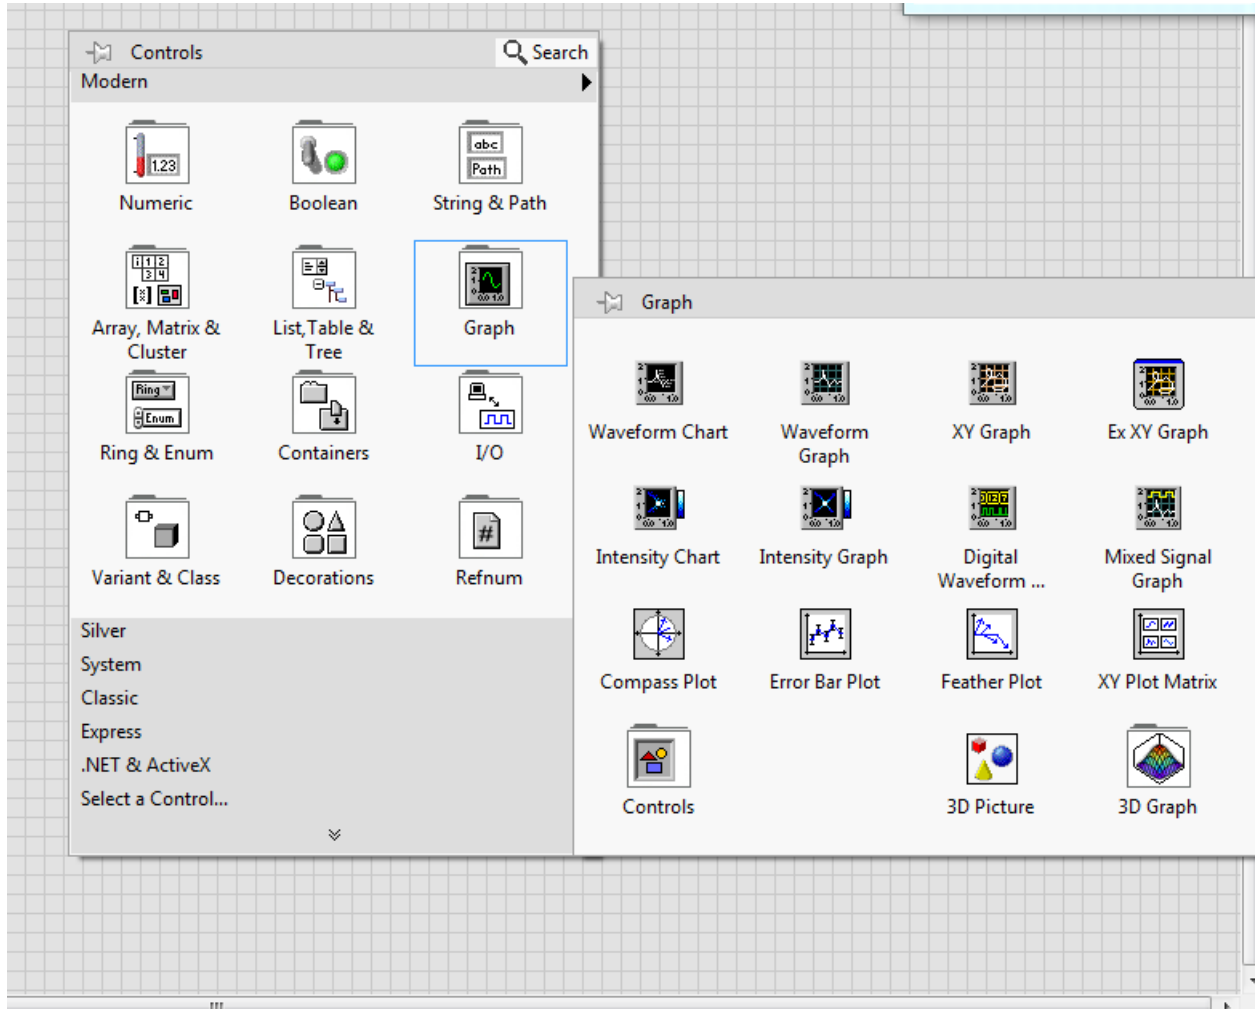 Controls
Search
Modern
1.23
abc
Path
Numeric
Boolean
String & Path
Array, Matrix &
Cluster
List, Table &
Tree
Graph
Ring
Enum
Ring & Enum
Containers
I/O
#
Variant & Class
Decorations
Refnum
Silver
System
Classic
Express
.NET & ActiveX
Select a Control...
Graph
Waveform Chart
Waveform
Graph
XY Graph
Ex XY Graph
Intensity Chart
Intensity Graph
Digital
Waveform ...
Mixed Signal
Graph
Compass Plot
Error Bar Plot
Feather Plot
XY Plot Matrix
Controls
3D Picture
3D Graph